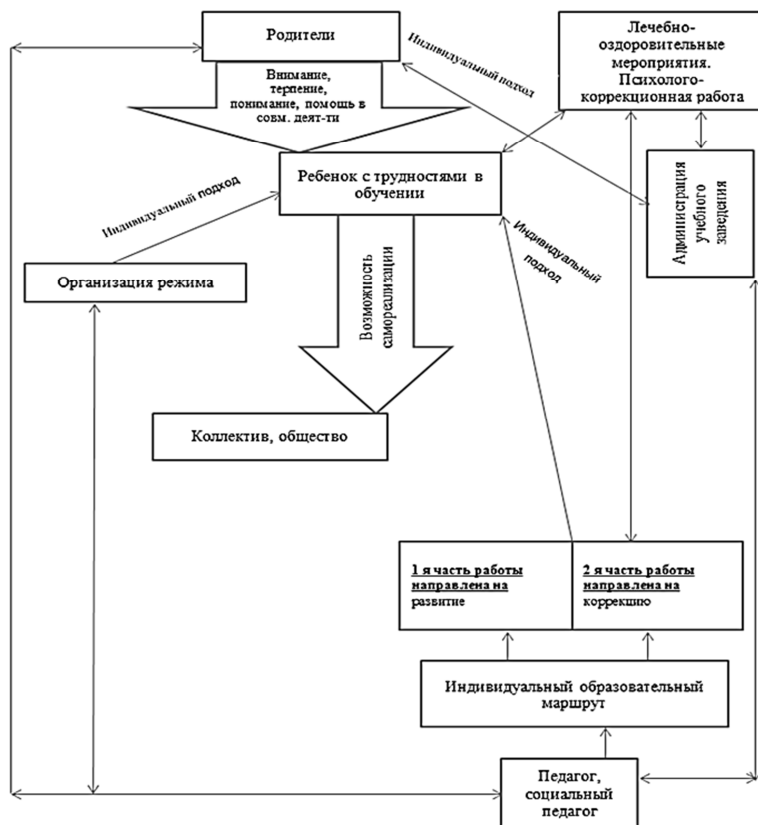 Родители
Внимание,
терпение,
понимание, помощь в
совм. деят-ти
Индивидуальный подход
Лечебно-
оздоровительные
мероприятия.
Психолого-
коррекционная работа
Ребенок с трудностями в
обучении
Администрация
учебного
заведения
Индивидуальный подход
Организация режима
Индивидуальный
подход
Возможность
самореализации
Коллектив, общество
1 я часть работы
направлена на
развитие
2 я часть работы
направлена на
коррекцию
Индивидуальный образовательный
маршрут
Педагог,
социальный
педагог